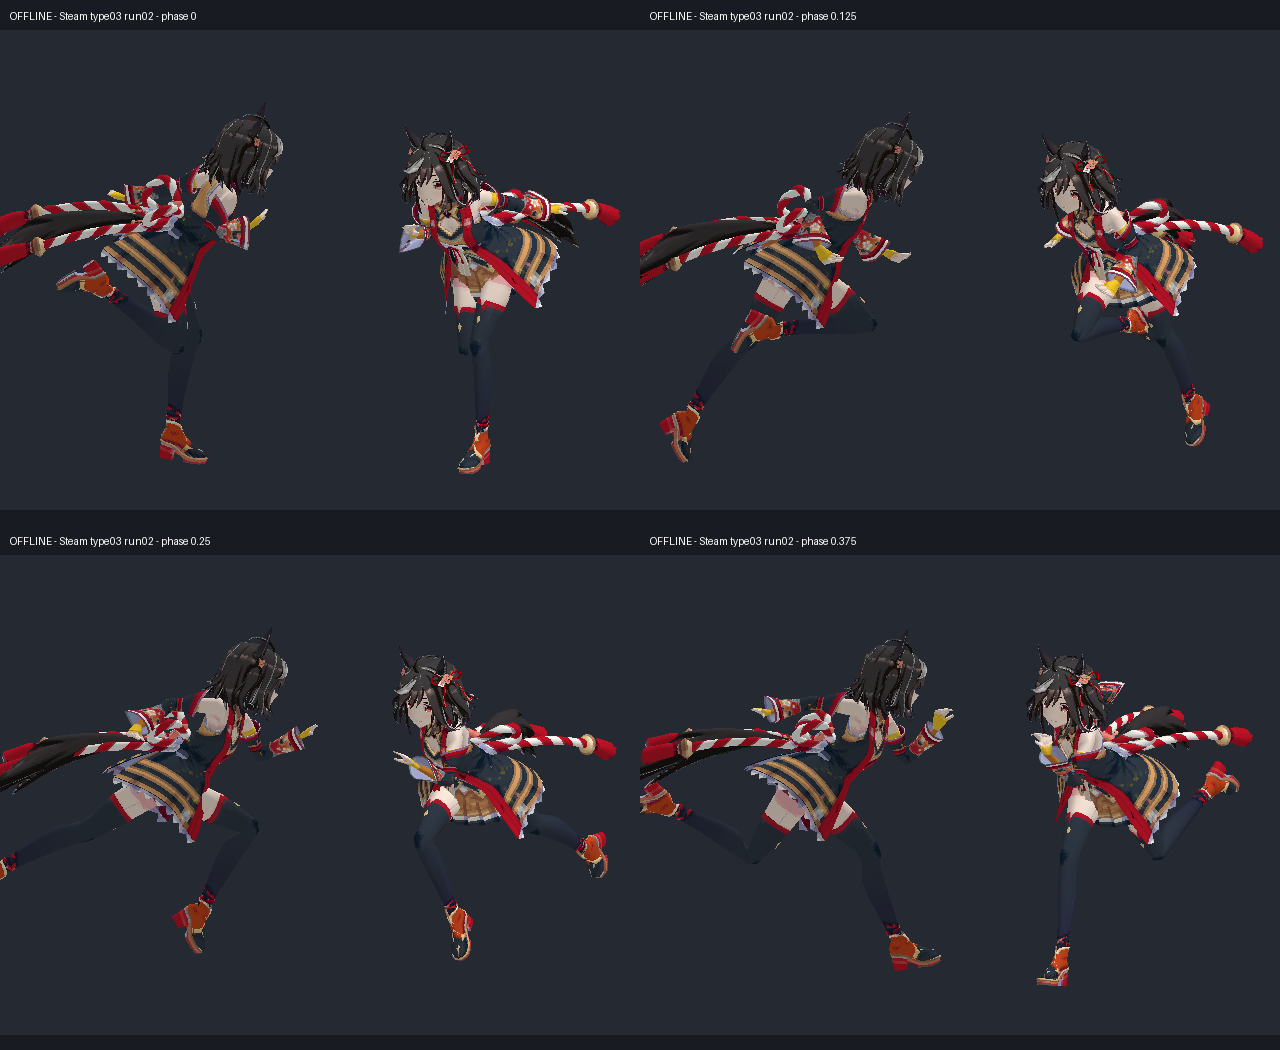 OFFLINE - Steam type03 run02 - phase 0
OFFLINE - Steam type03 run02 - phase 0.125
OFFLINE - Steam type03 run02 - phase 0.25
OFFLINE - Steam type03 run02 - phase 0.375